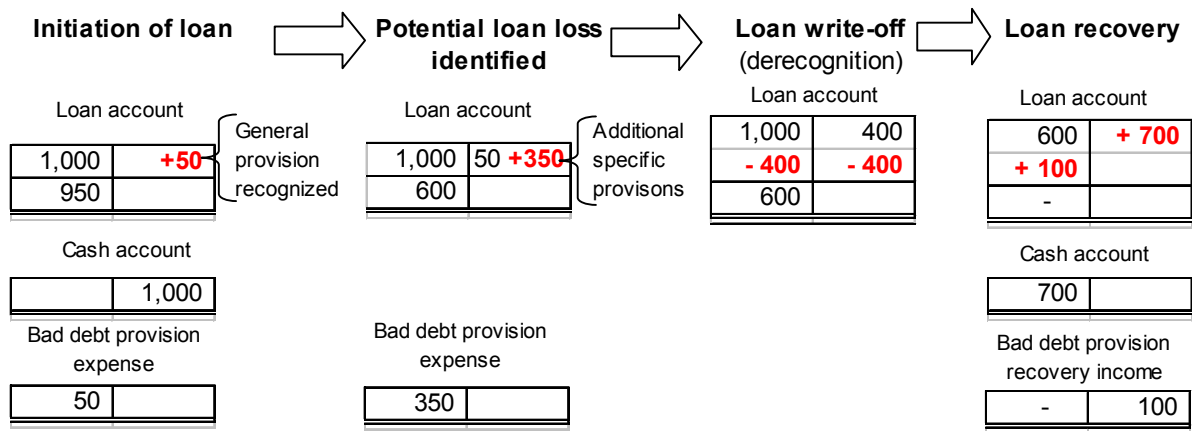 Initiation of loan
Potential loan loss
identified
Loan write-off
(derecognition)
Loan recovery
Loan account
1,000 +50
950
General
provision
recognized
Cash account
1,000
Bad debt provision
expense
50
Loan account
1,000 50 +350
600
Additional
specific
provisons
Bad debt provision
expense
350
Loan account
1,000 400
- 400 - 400
600
Loan account
600 + 700
+ 100
-
Cash account
700
Bad debt provision
recovery income
- 100